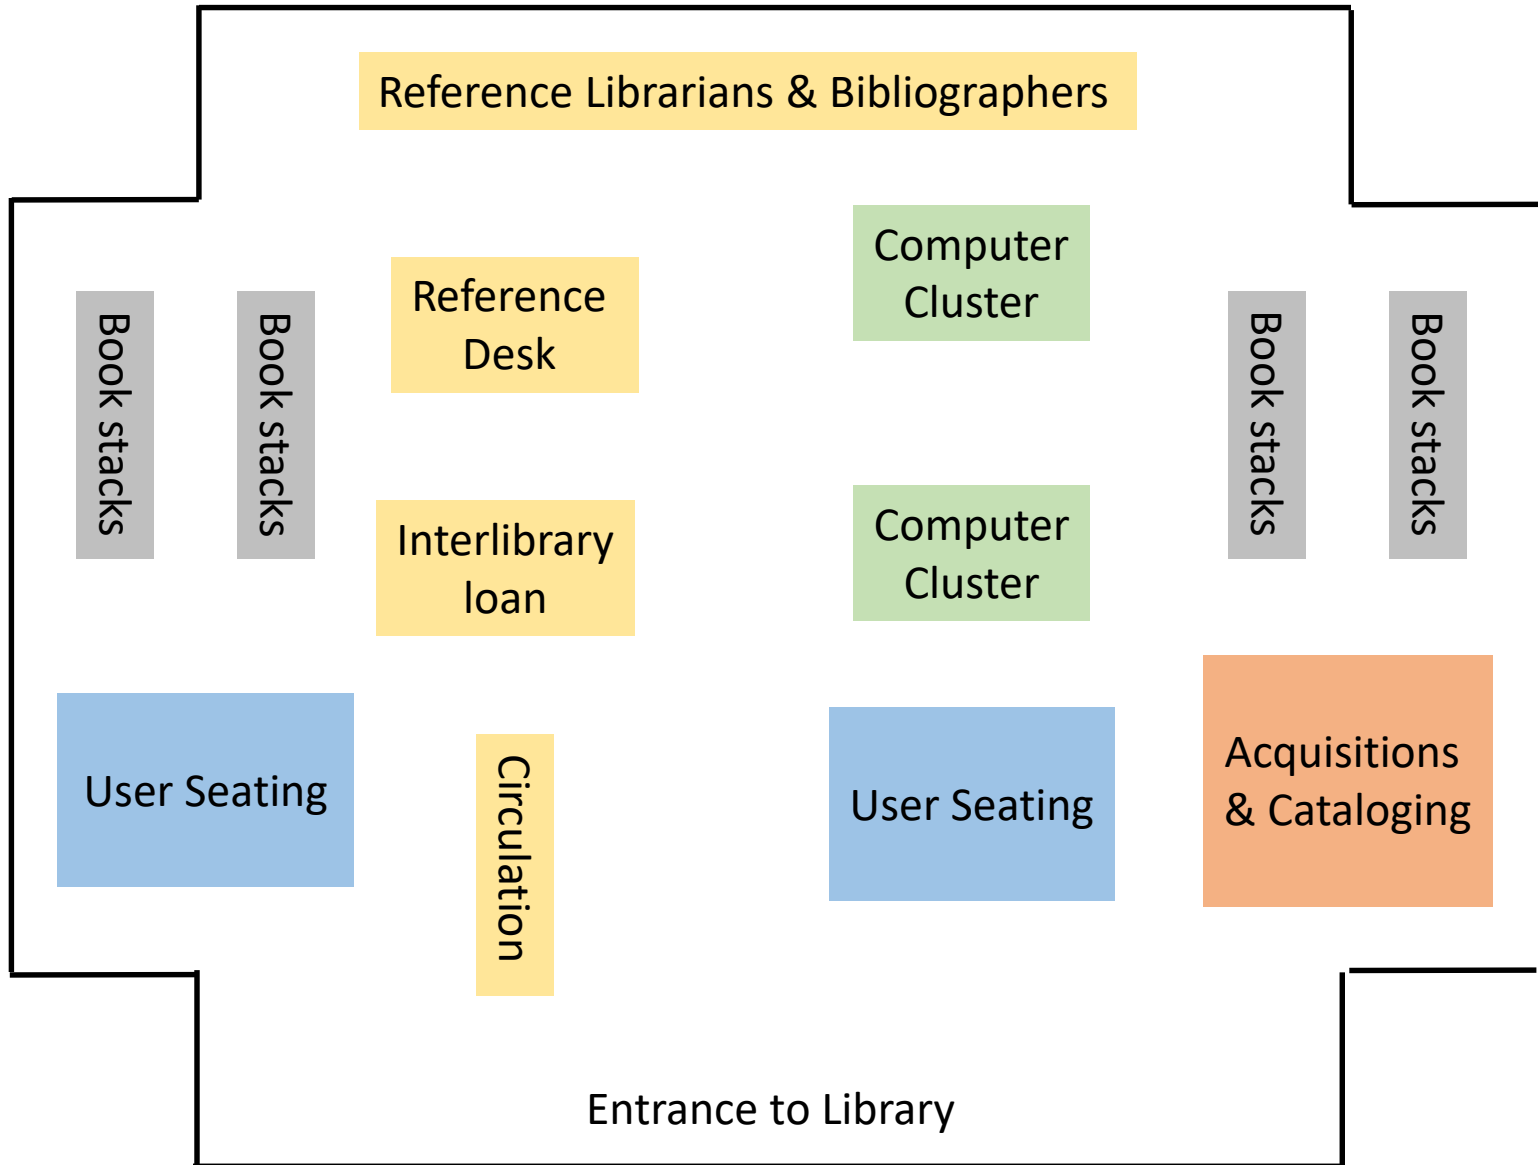 Reference Librarians & Bibliographers
Computer
Cluster
Reference
Desk
Book stacks
Book stacks
Book stacks
Book stacks
Interlibrary
loan
Computer
Cluster
User Seating
Circulation
User Seating
Acquisitions
& Cataloging
Entrance to Library